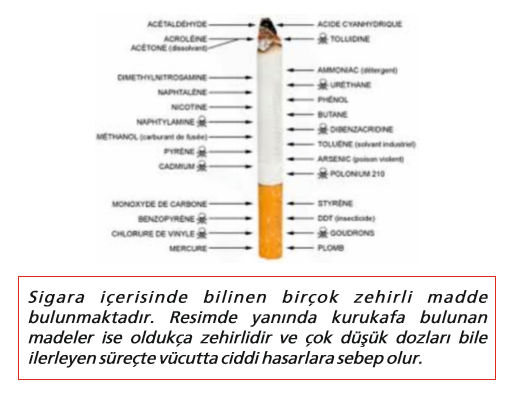 ACÉTALDÉHYDE
ACROLÉINE
ACÉTONE (dissolvant)
DIMETHYLNITROSAMINE
NAPHTALÈNE
NICOTINE
NAPHTYLAMINE
MÉTHANOL (carburant de fusée)
PYRÈNE
CADMIUM
MONOXYDE DE CARBONE
BENZOPYRÈNE
CHLORURE DE VINYLE
MERCURE
ACIDE CYANHYDRIQUE
TOLUIDINE
AMMONIAC (détergent)
URÉTHANE
PHÉNOL
BUTANE
DIBENZACRIDINE
TOLUÈNE (solvant industriel)
ARSENIC (poison violent)
POLONIUM 210
STYRÈNE
DDT (insecticide)
GOUDRONS
PLOMB
Sigara içerisinde bilinen birçok zehirli madde
bulunmaktadır. Resimde yanında kurukafa bulunan
madeler ise oldukça zehirlidir ve çok düşük dozları bile
ilerleyen süreçte vücutta ciddi hasarlara sebep olur.